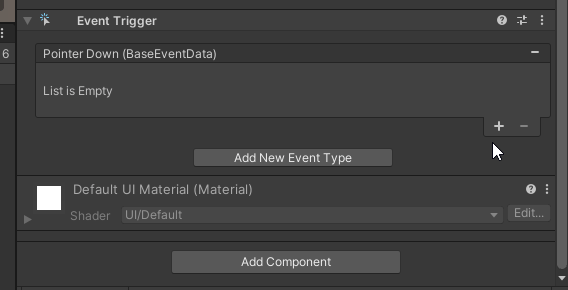 Event Trigger
6
Pointer Down (BaseEventData)
List is Empty
Add New Event Type
Default UI Material (Material)
Shader UI/Default Edit...
Add Component